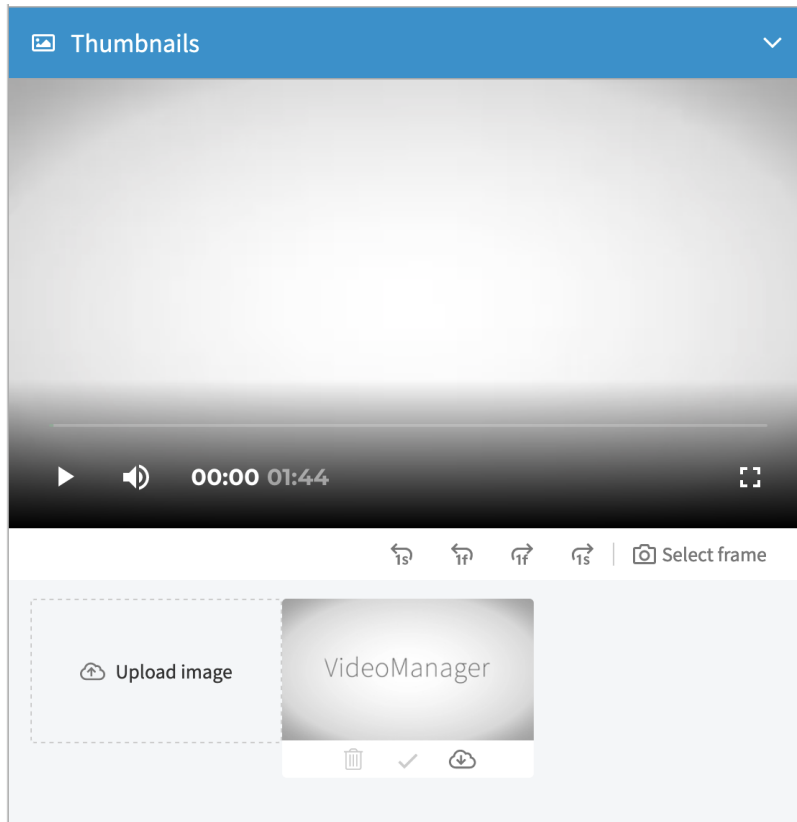 Thumbnails
00:00 01:44
1s 1f 1f 1s Select frame
Upload image
VideoManager